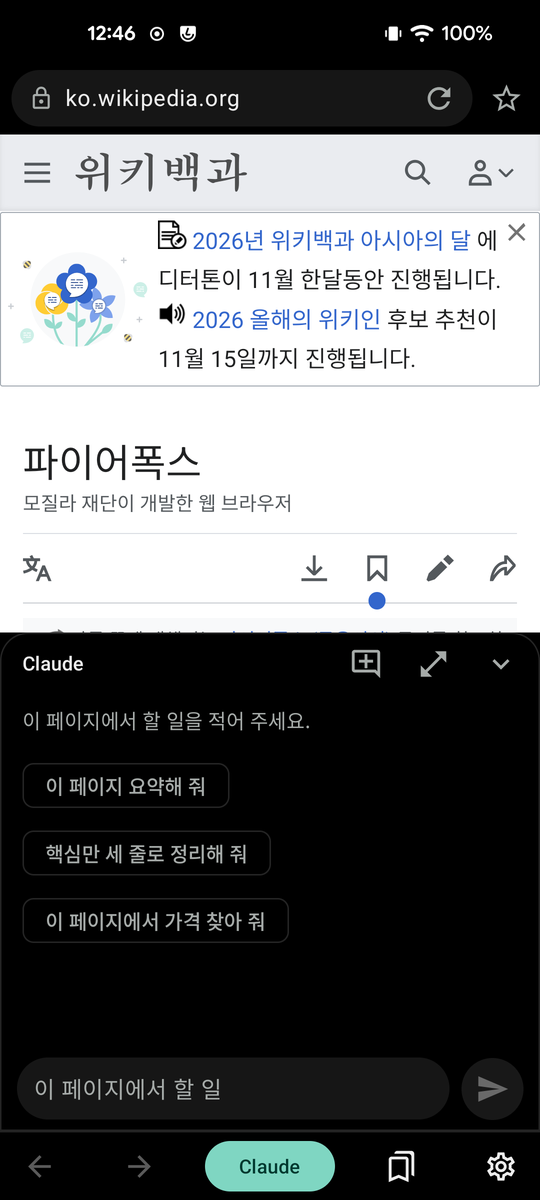 12:46
100%
ko.wikipedia.org
위키백과
2026년 위키백과 아시아의 달 에
디터톤이 11월 한달동안 진행됩니다.
2026 올해의 위키인 후보 추천이
11월 15일까지 진행됩니다.
파이어폭스
모질라 재단이 개발한 웹 브라우저
Claude
이 페이지에서 할 일을 적어 주세요.
이 페이지 요약해 줘
핵심만 세 줄로 정리해 줘
이 페이지에서 가격 찾아 줘
이 페이지에서 할 일
Claude